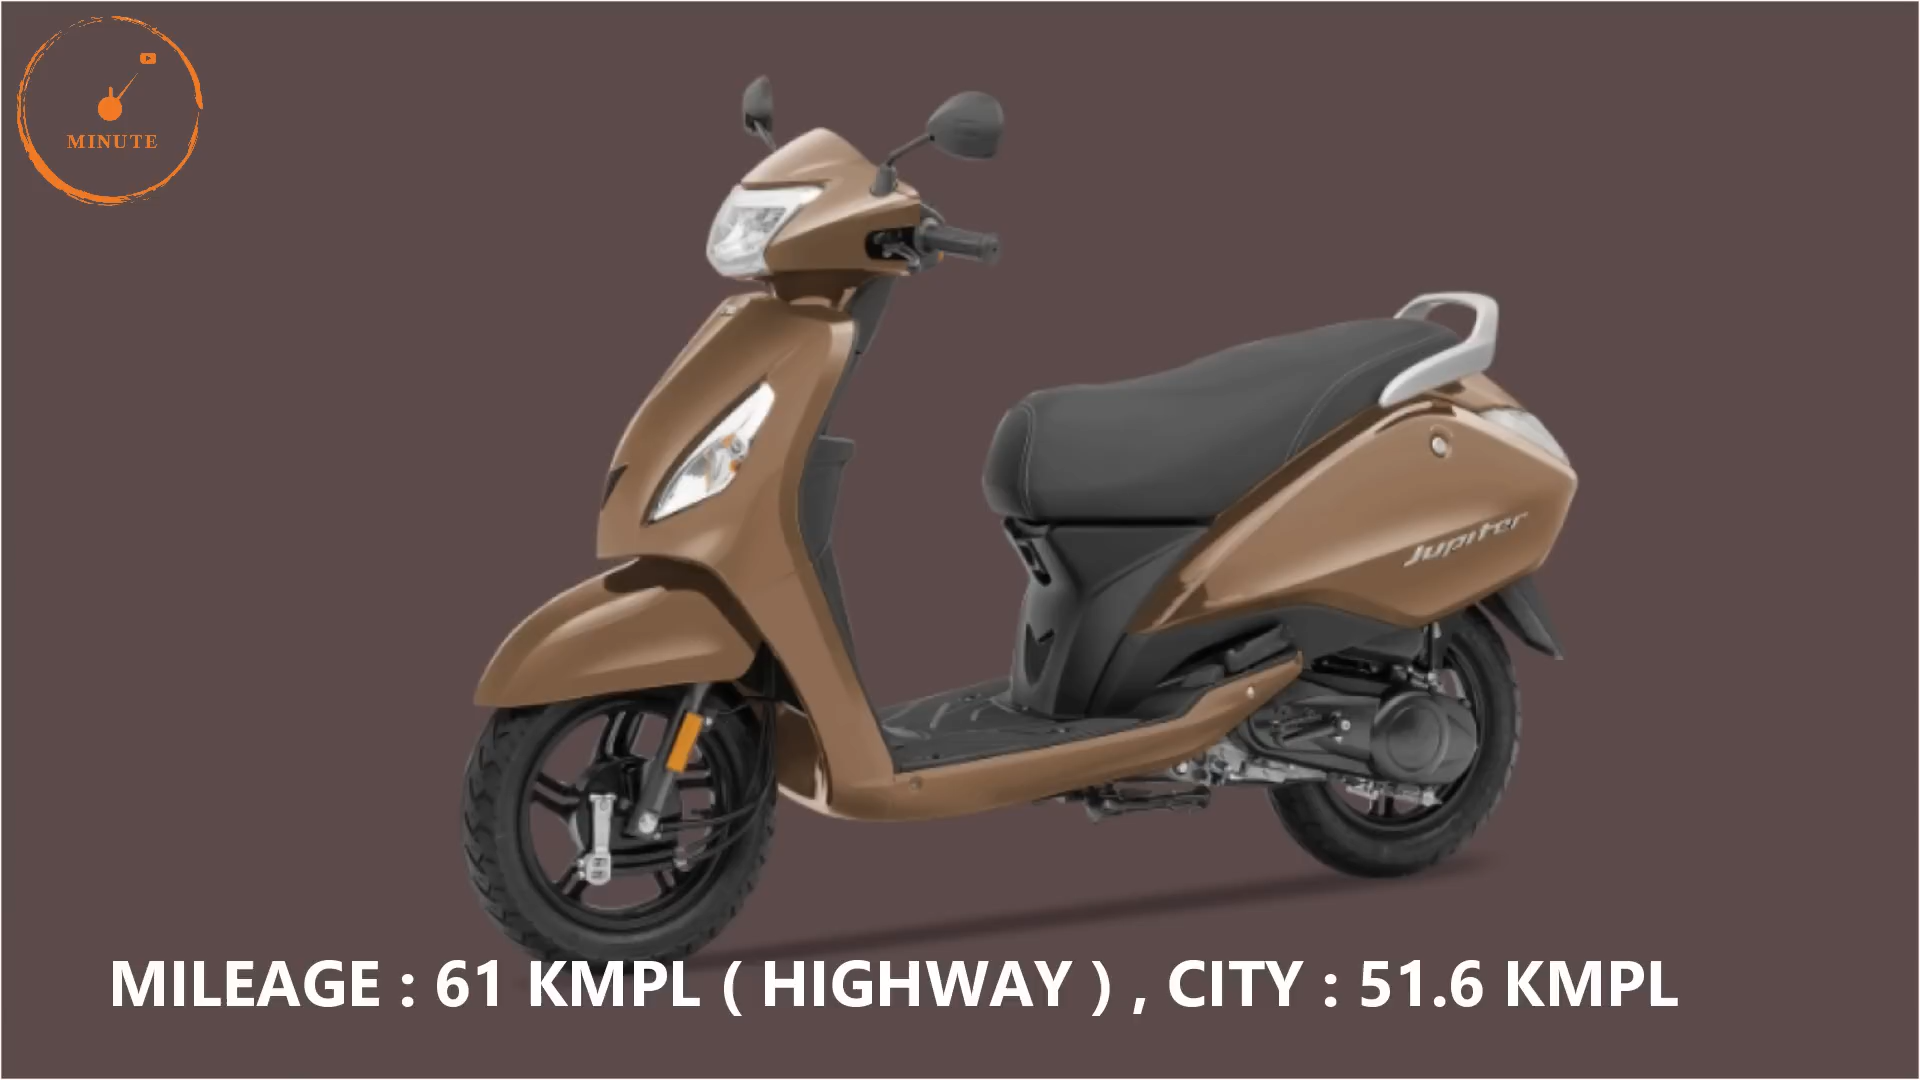 MINUTE
Jupiter
MILEAGE : 61 KMPL ( HIGHWAY ) , CITY : 51.6 KMPL